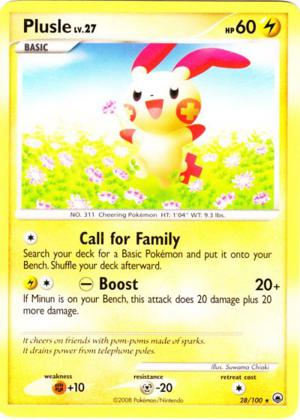 Plusle LV.27 HP 60
BASIC
NO. 311 Cheering Pokémon HT: 1'04" WT: 9.3 lbs.
Call for Family
Search your deck for a Basic Pokémon and put it onto your
Bench. Shuffle your deck afterward.
Boost 20+
If Minun is on your Bench, this attack does 20 damage plus 20
more damage.
It cheers on friends with pom-poms made of sparks.
It drains power from telephone poles.
weakness resistance retreat cost
+10 -20
Illus. Suwama Chiaki
©2008 Pokémon/Nintendo 28/100